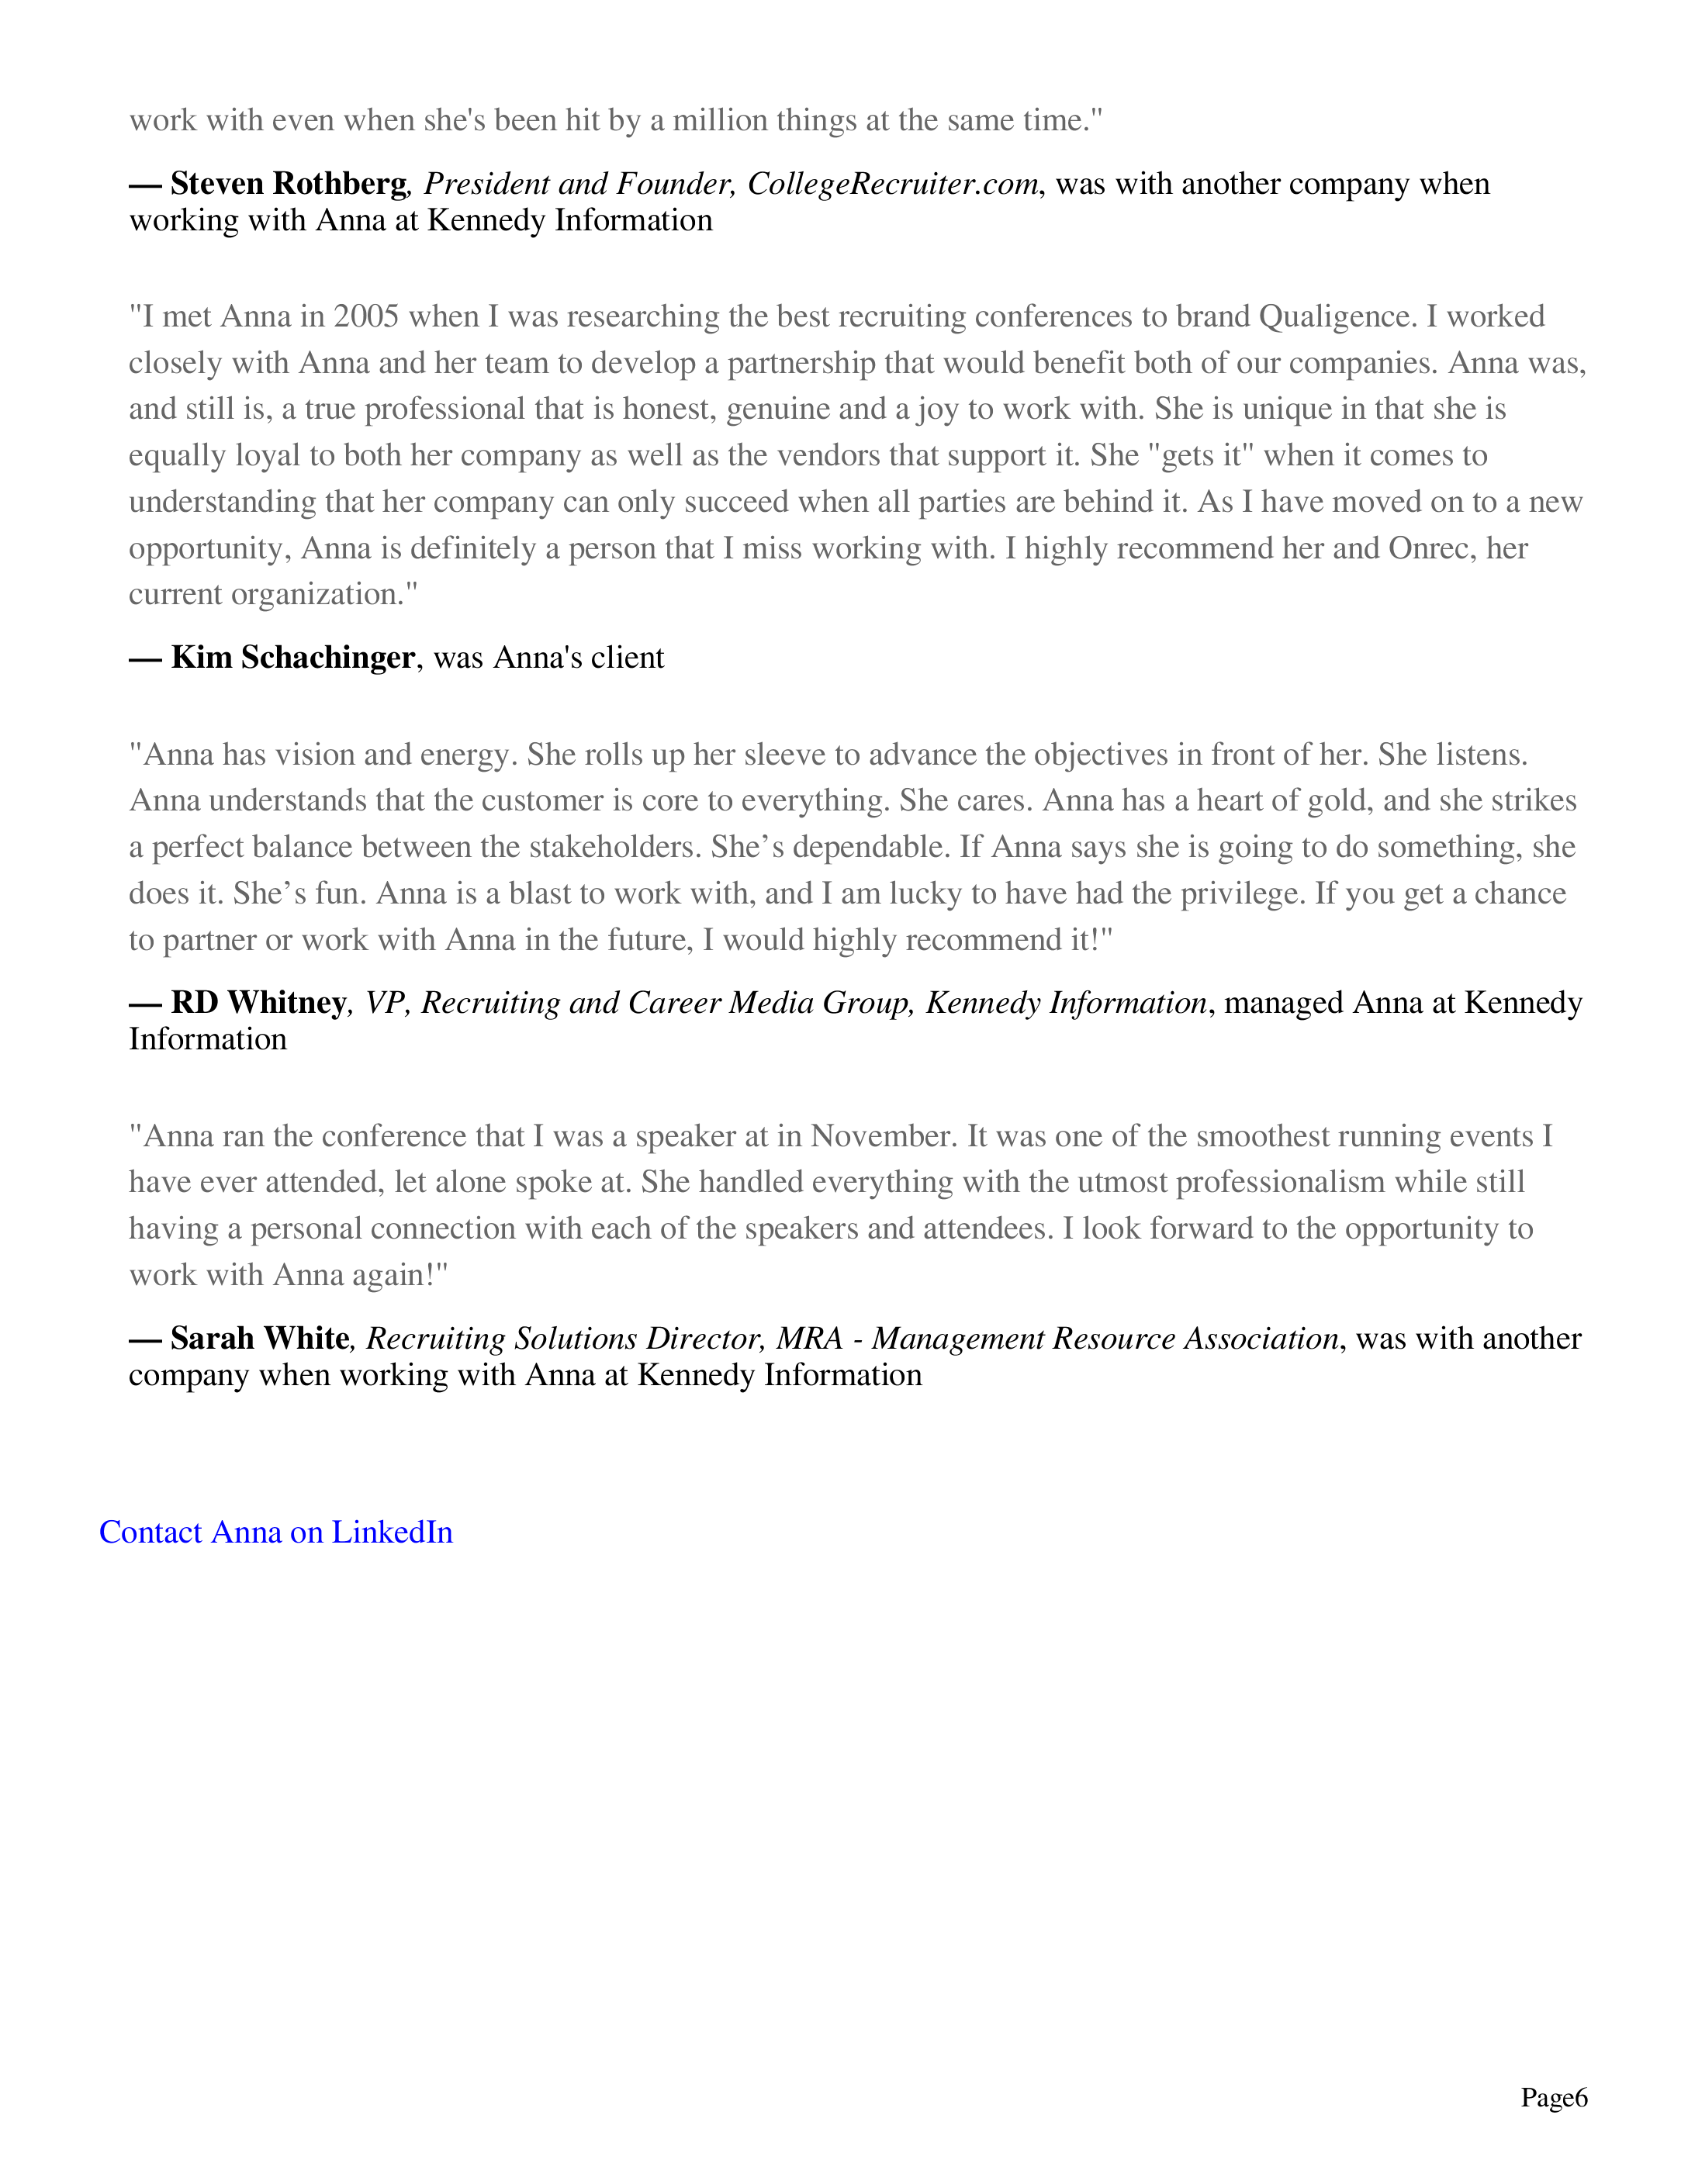 work with even when she's been hit by a million things at the same time."
— Steven Rothberg, President and Founder, CollegeRecruiter.com, was with another company when
working with Anna at Kennedy Information
"I met Anna in 2005 when I was researching the best recruiting conferences to brand Qualigence. I worked
closely with Anna and her team to develop a partnership that would benefit both of our companies. Anna was,
and still is, a true professional that is honest, genuine and a joy to work with. She is unique in that she is
equally loyal to both her company as well as the vendors that support it. She "gets it" when it comes to
understanding that her company can only succeed when all parties are behind it. As I have moved on to a new
opportunity, Anna is definitely a person that I miss working with. I highly recommend her and Onrec, her
current organization."
— Kim Schachinger, was Anna's client
"Anna has vision and energy. She rolls up her sleeve to advance the objectives in front of her. She listens.
Anna understands that the customer is core to everything. She cares. Anna has a heart of gold, and she strikes
a perfect balance between the stakeholders. She’s dependable. If Anna says she is going to do something, she
does it. She’s fun. Anna is a blast to work with, and I am lucky to have had the privilege. If you get a chance
to partner or work with Anna in the future, I would highly recommend it!"
— RD Whitney, VP, Recruiting and Career Media Group, Kennedy Information, managed Anna at Kennedy
Information
"Anna ran the conference that I was a speaker at in November. It was one of the smoothest running events I
have ever attended, let alone spoke at. She handled everything with the utmost professionalism while still
having a personal connection with each of the speakers and attendees. I look forward to the opportunity to
work with Anna again!"
— Sarah White, Recruiting Solutions Director, MRA - Management Resource Association, was with another
company when working with Anna at Kennedy Information
Contact Anna on LinkedIn
Page6